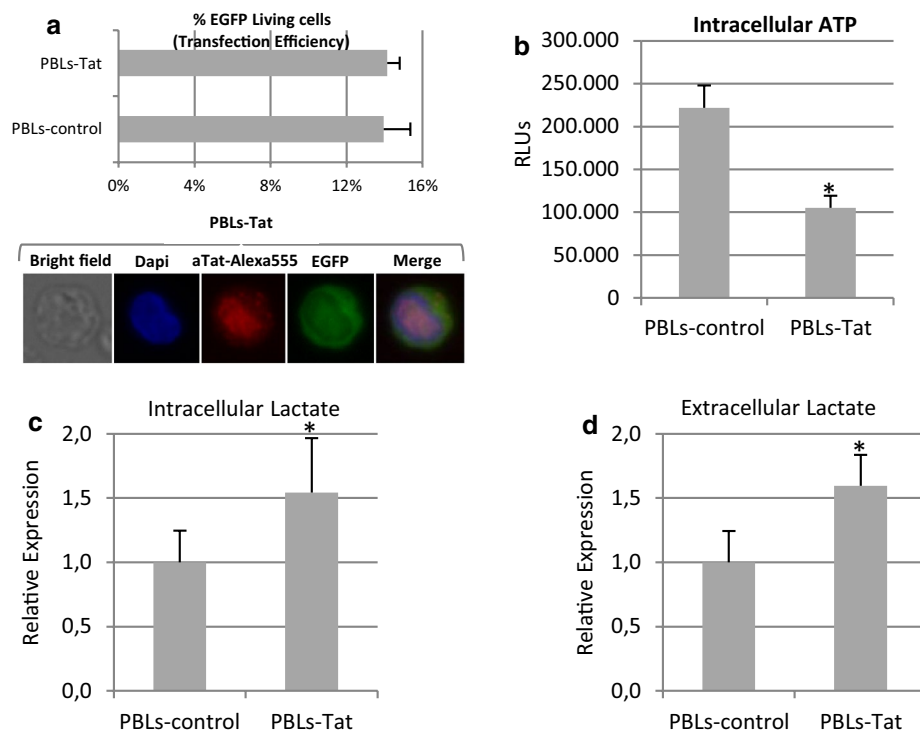 a
% EGFP Living cells
(Transfection Efficiency)
PBLs-Tat
PBLs-control
0% 4% 8% 12% 16%
PBLs-Tat
Bright field Dapi aTat-Alexa555 EGFP Merge
b
Intracellular ATP
RLUs
300.000
250.000
200.000
150.000
100.000
50.000
0
*
PBLs-control PBLs-Tat
c
Intracellular Lactate
Relative Expression
2,0
1,5
1,0
0,5
0,0
*
PBLs-control PBLs-Tat
d
Extracellular Lactate
Relative Expression
2,0
1,5
1,0
0,5
0,0
*
PBLs-control PBLs-Tat